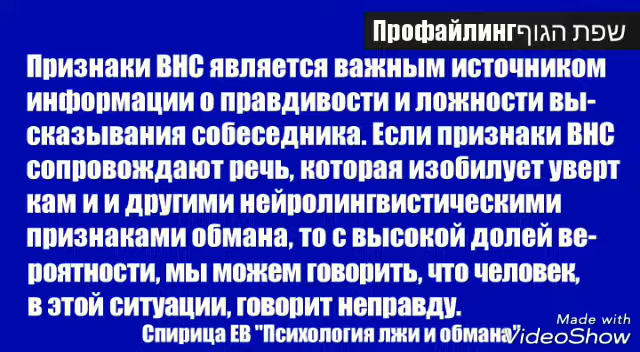 Профайлинг שפת הגוף
Признаки ВНС является важным источником
информации о правдивости и ложности вы-
сказывания собеседника. Если признаки ВНС
сопровождают речь, которая изобилует уверт
кам и и другими нейролингвистическими
признаками обмана, то с высокой долей ве-
роятности, мы можем говорить, что человек,
в этой ситуации, говорит неправду.
Спирица ЕВ "Психология лжи и обмана"
Made with
VideoShow